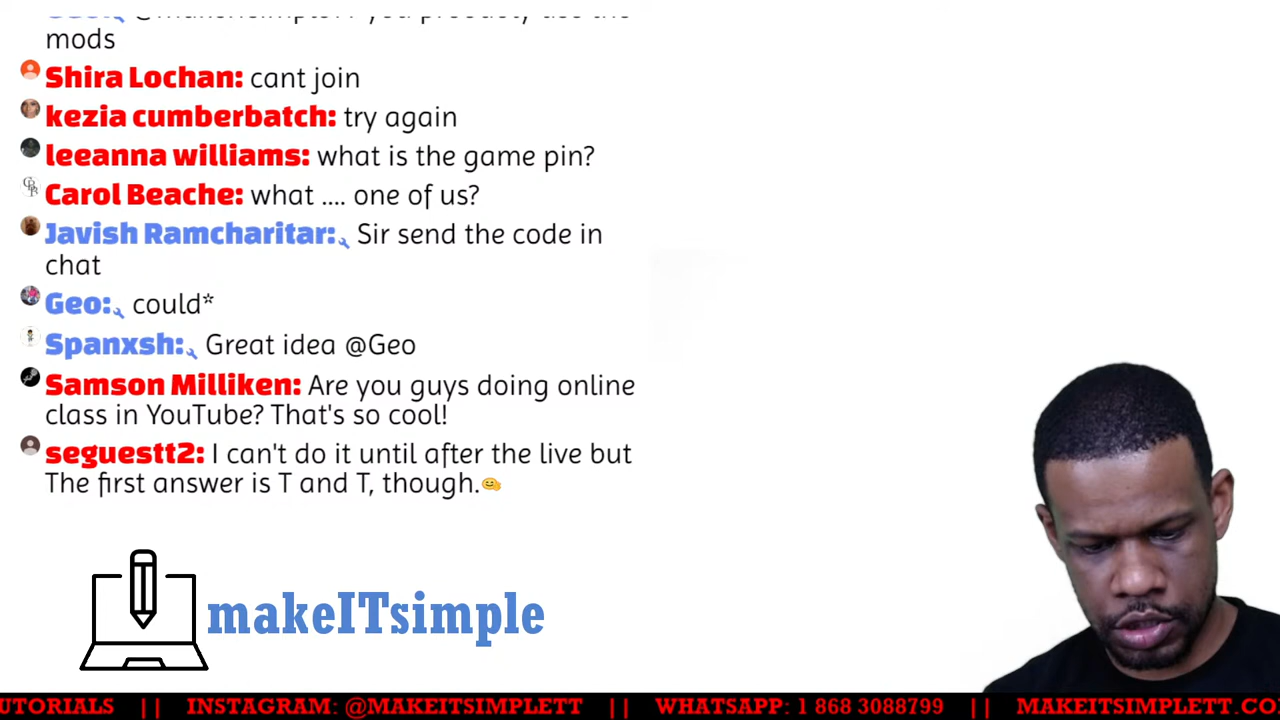 mods
Shira Lochan: cant join
kezia cumberbatch: try again
leeanna williams: what is the game pin?
Carol Beache: what .... one of us?
Javish Ramcharitar: Sir send the code in
chat
Geo: could*
Spanxsh: Great idea @Geo
Samson Milliken: Are you guys doing online
class in YouTube? That's so cool!
seguestt2: I can't do it until after the live but
The first answer is T and T, though.🤏
makeITsimple
UTORIALS || INSTAGRAM: @MAKEITSIMPLETT || WHATSAPP: 1 868 3088799 || MAKEITSIMPLETT.CO